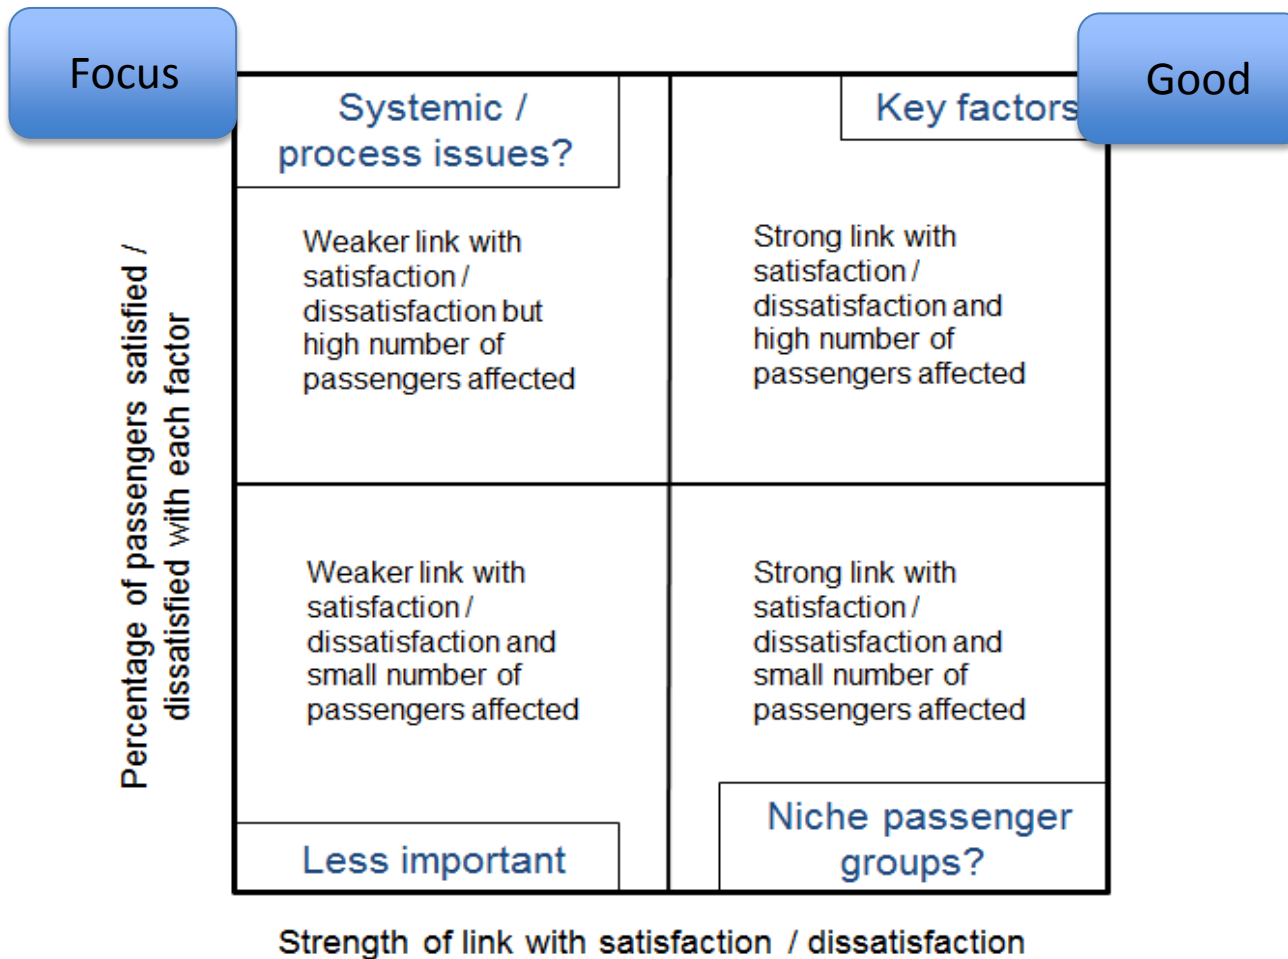 Focus
Good
Systemic /
process issues?
Key factors
Weaker link with
satisfaction /
dissatisfaction but
high number of
passengers affected
Strong link with
satisfaction /
dissatisfaction and
high number of
passengers affected
Percentage of passengers satisfied /
dissatisfied with each factor
Weaker link with
satisfaction /
dissatisfaction and
small number of
passengers affected
Strong link with
satisfaction /
dissatisfaction and
small number of
passengers affected
Less important
Niche passenger
groups?
Strength of link with satisfaction / dissatisfaction